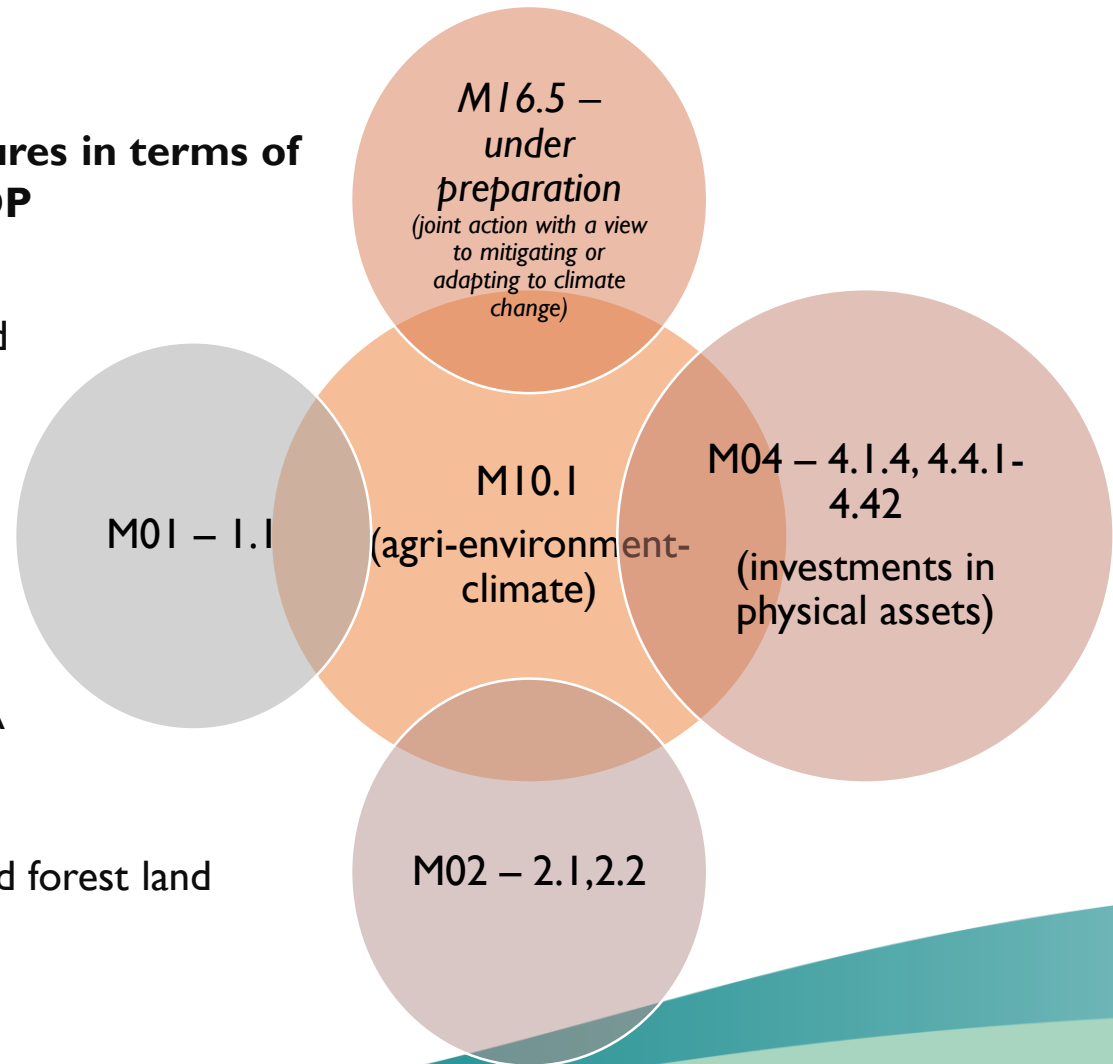 M16.5 –
under
preparation
(joint action with a view
to mitigating or
adapting to climate
change)
ures in terms of
DP
d
M01 – 1.1
M10.1
(agri-environment-
climate)
M04 – 4.1.4, 4.4.1-
4.42
(investments in
physical assets)
A
d forest land
M02 – 2.1,2.2